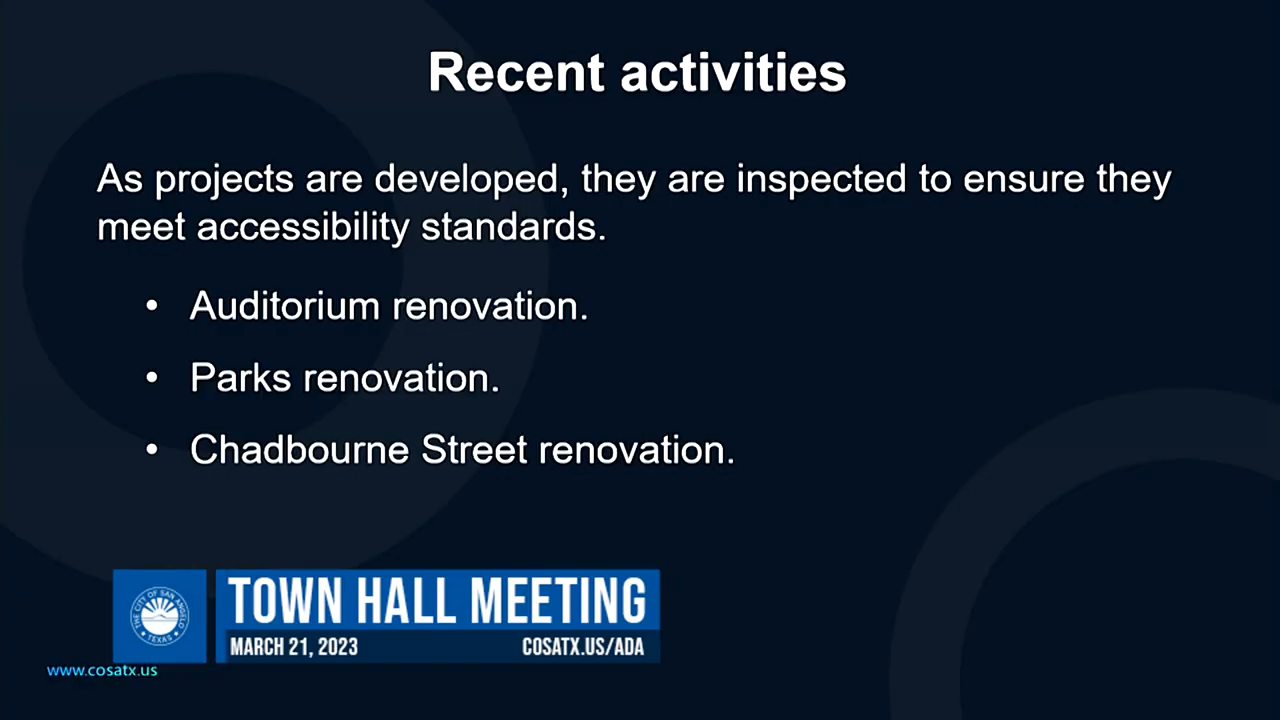 Recent activities
As projects are developed, they are inspected to ensure they
meet accessibility standards.
• Auditorium renovation.
• Parks renovation.
• Chadbourne Street renovation.
THE CITY OF SAN ANGELO
TEXAS
TOWN HALL MEETING
MARCH 21, 2023 COSATX.US/ADA
www.cosatx.us